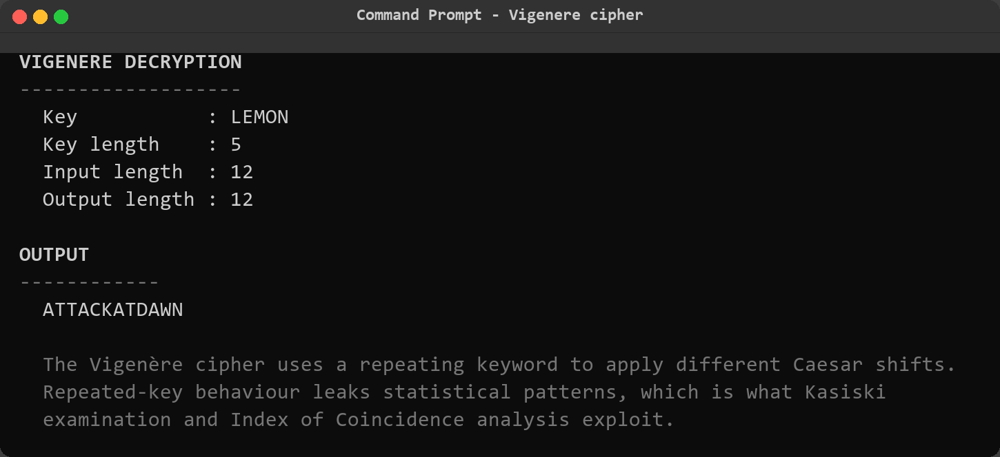 Command Prompt - Vigenere cipher
VIGENERE DECRYPTION
-------------------
Key : LEMON
Key length : 5
Input length : 12
Output length : 12
OUTPUT
------------
ATTACKATDAWN
The Vigenère cipher uses a repeating keyword to apply different Caesar shifts.
Repeated-key behaviour leaks statistical patterns, which is what Kasiski
examination and Index of Coincidence analysis exploit.